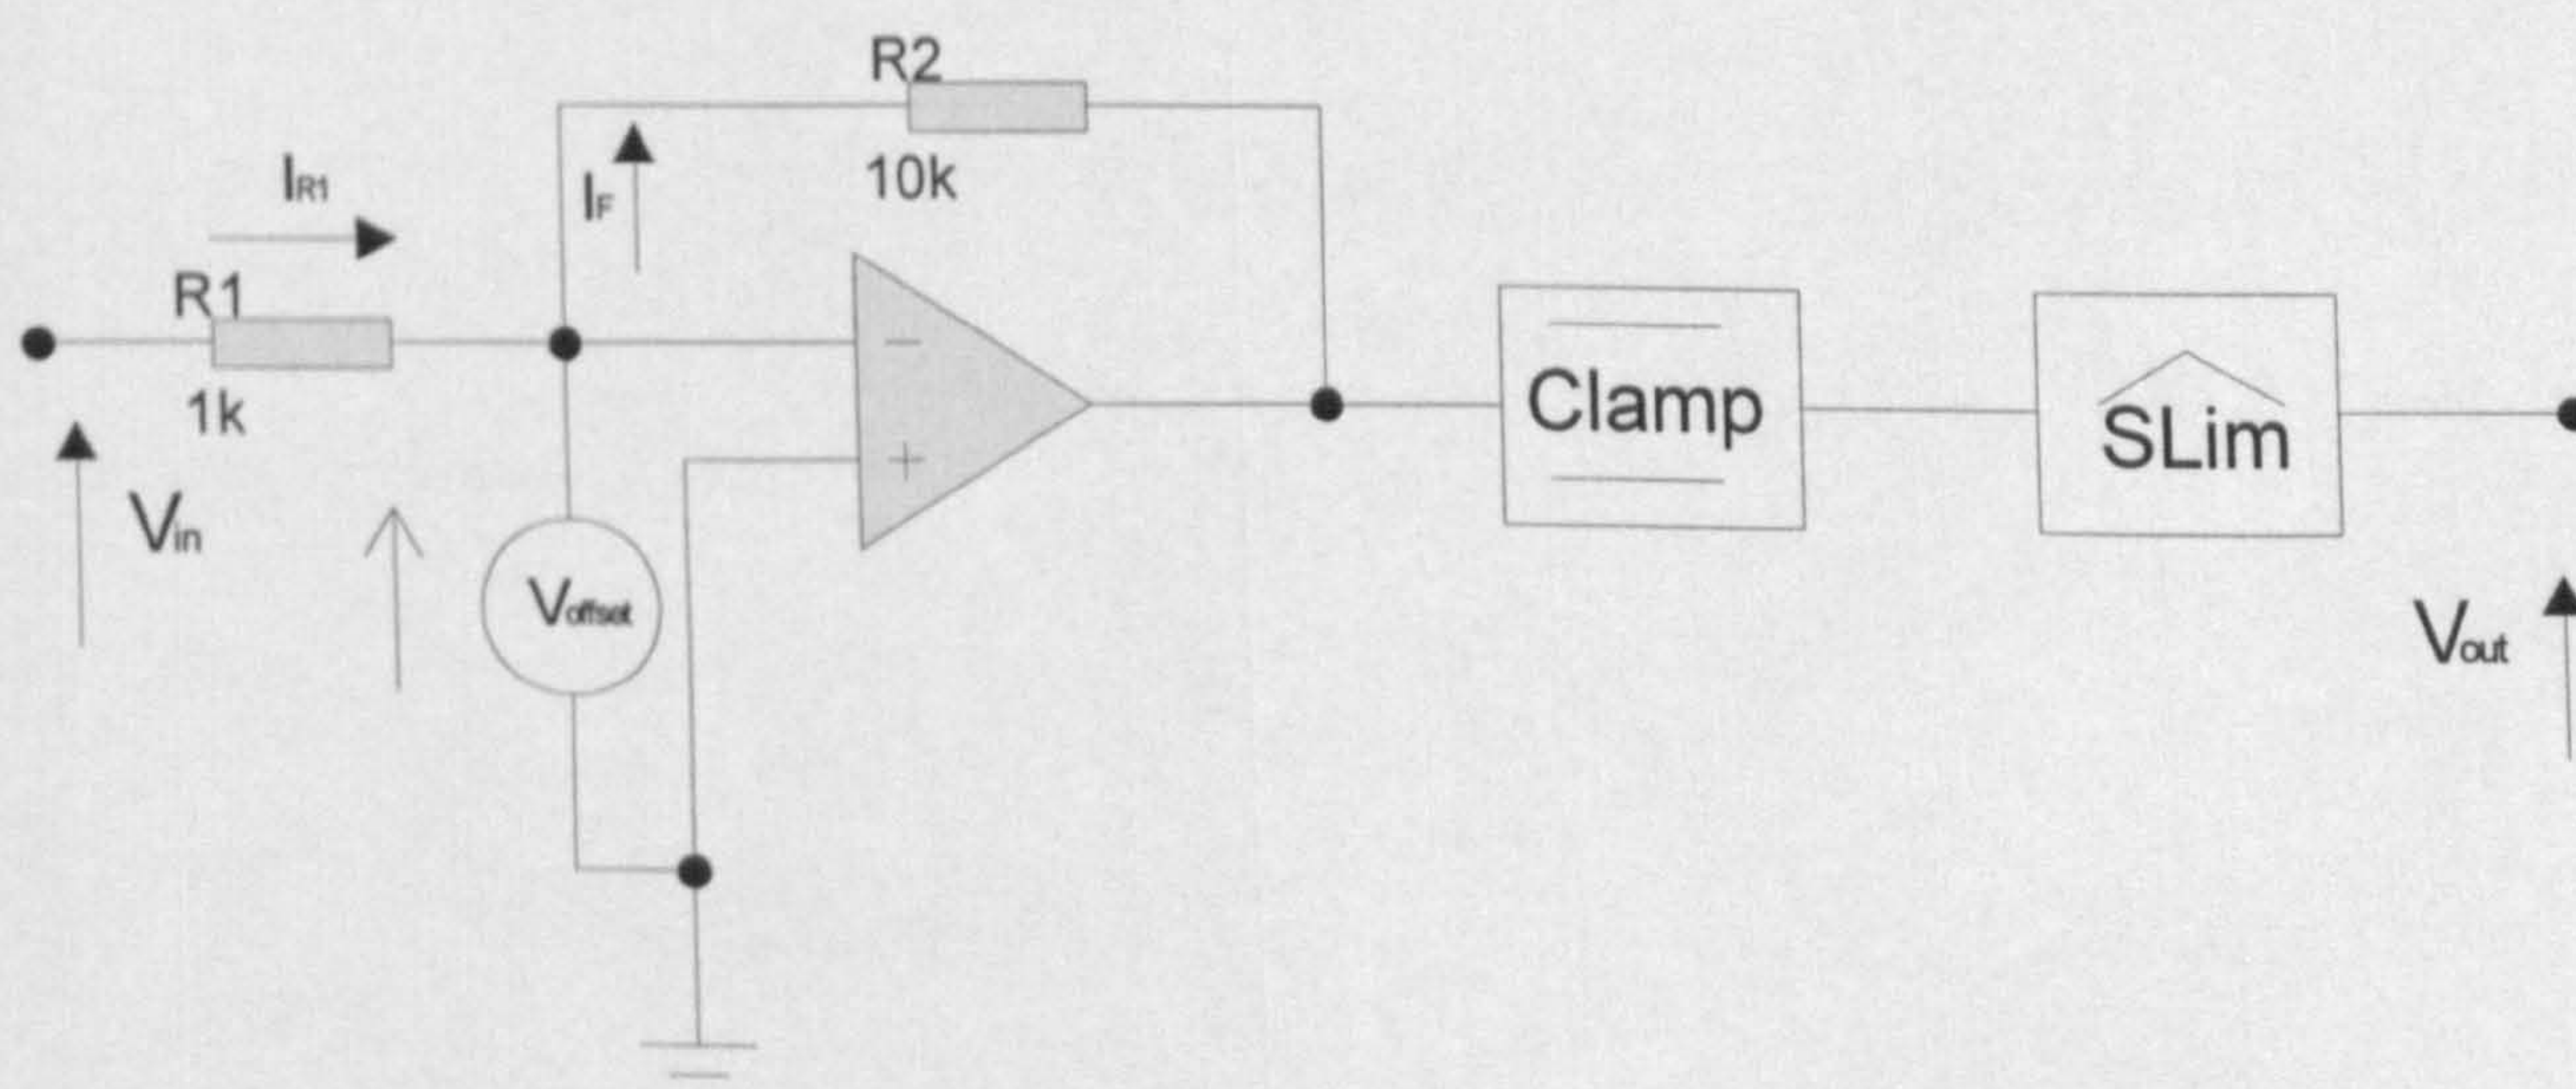 R2
10k
IR1
IF
R1
1k
Vin
Voffset
−
+
Clamp
SLim
Vout